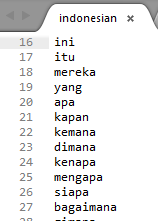 indonesian ×
16 ini
17 itu
18 mereka
19 yang
20 apa
21 kapan
22 kemana
23 dimana
24 kenapa
25 mengapa
26 siapa
27 bagaimana